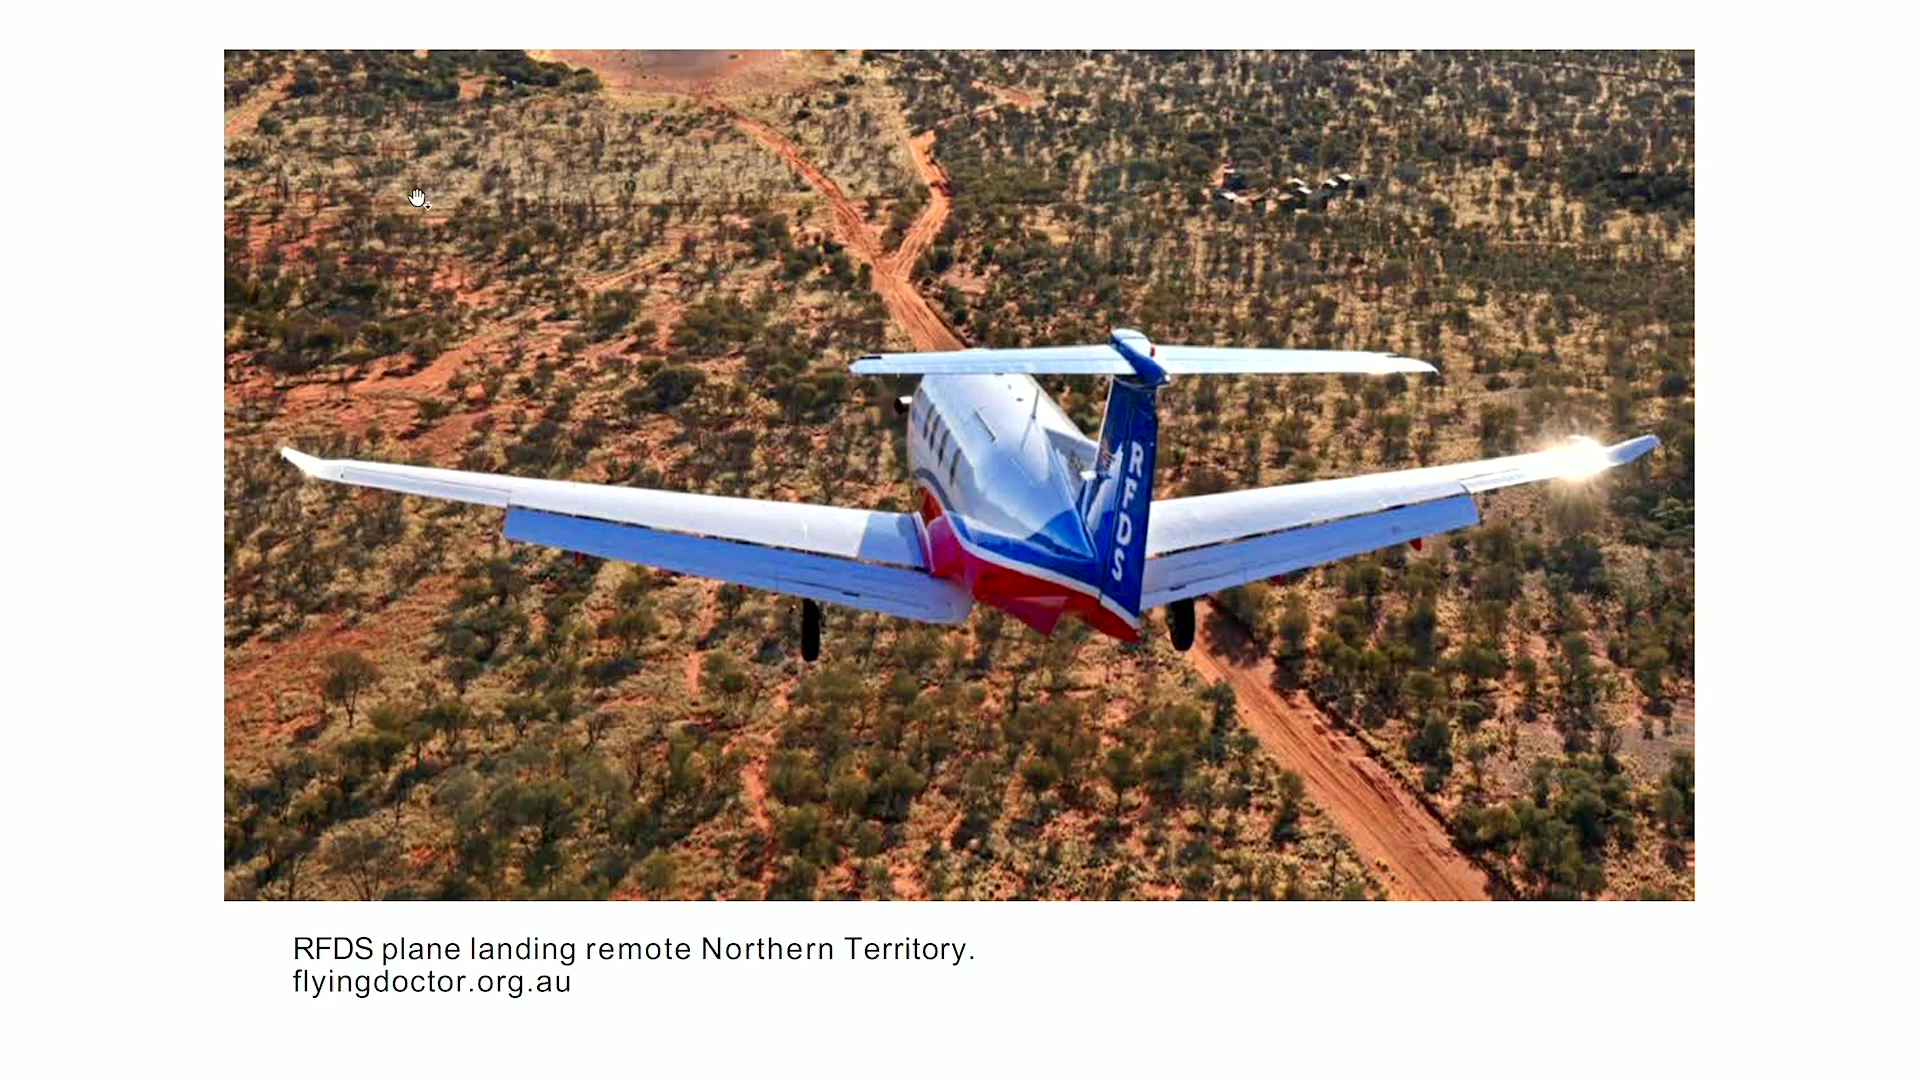 RFDS
RFDS plane landing remote Northern Territory.
flyingdoctor.org.au